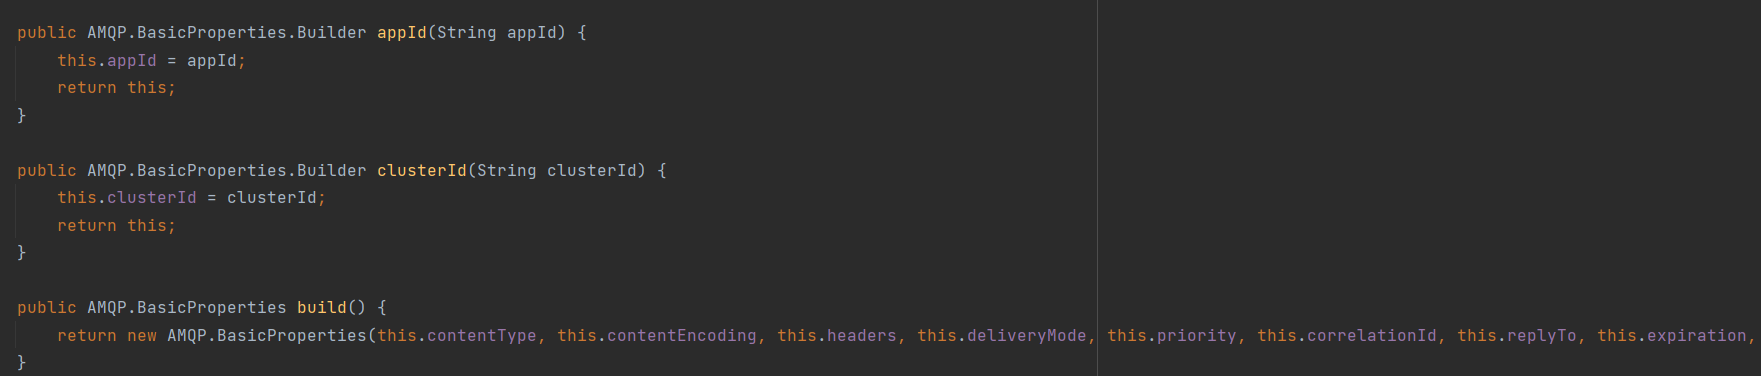 public AMQP.BasicProperties.Builder appId(String appId) {
    this.appId = appId;
    return this;
}

public AMQP.BasicProperties.Builder clusterId(String clusterId) {
    this.clusterId = clusterId;
    return this;
}

public AMQP.BasicProperties build() {
    return new AMQP.BasicProperties(this.contentType, this.contentEncoding, this.headers, this.deliveryMode, this.priority, this.correlationId, this.replyTo, this.expiration,
}